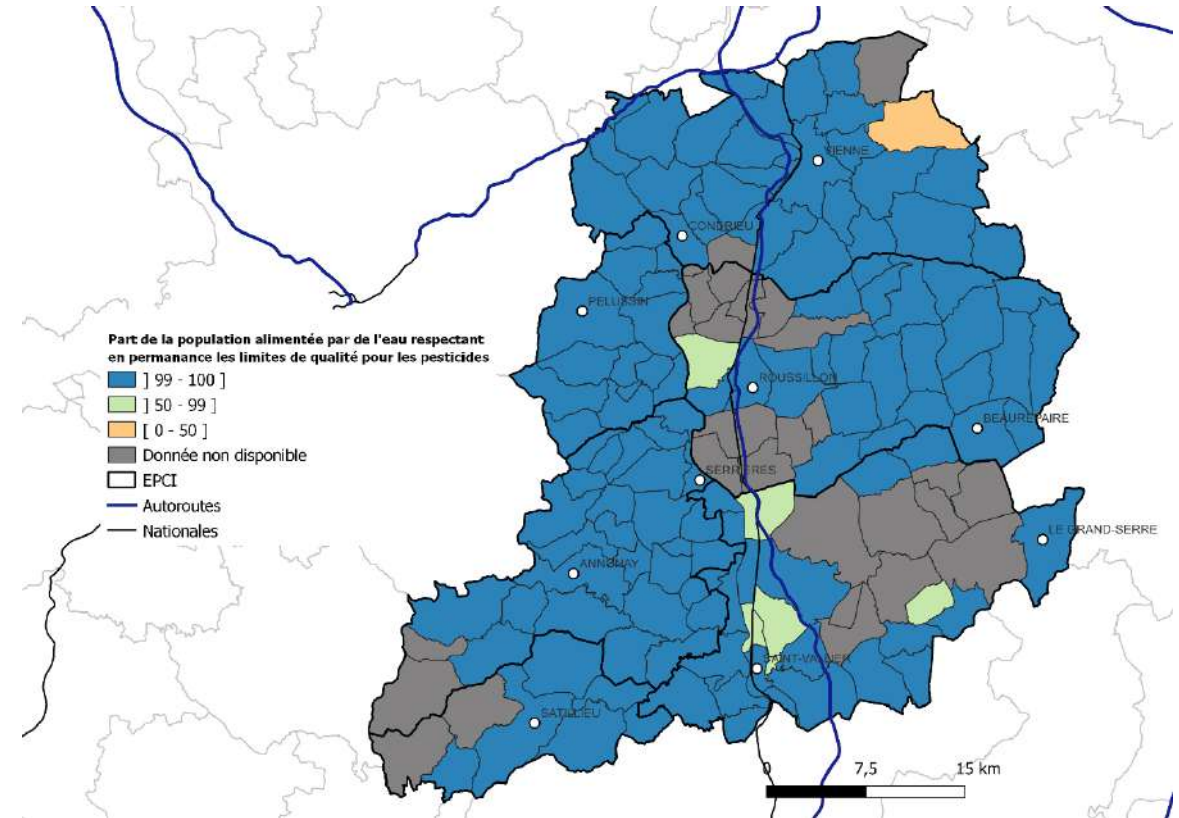 VIENNE
CONDRIEU
PELUSSIN
Part de la population alimentée par de l'eau respectant
en permanance les limites de qualité pour les pesticides
] 99 - 100 ]
] 50 - 99 ]
[ 0 - 50 ]
Donnée non disponible
EPCI
Autoroutes
Nationales
ROUSSILLON
BEAUREPAIRE
SERRIERES
LE GRAND-SERRE
ANNONAY
SAINT-VALLIER
SATILLIEU
0 7,5 15 km